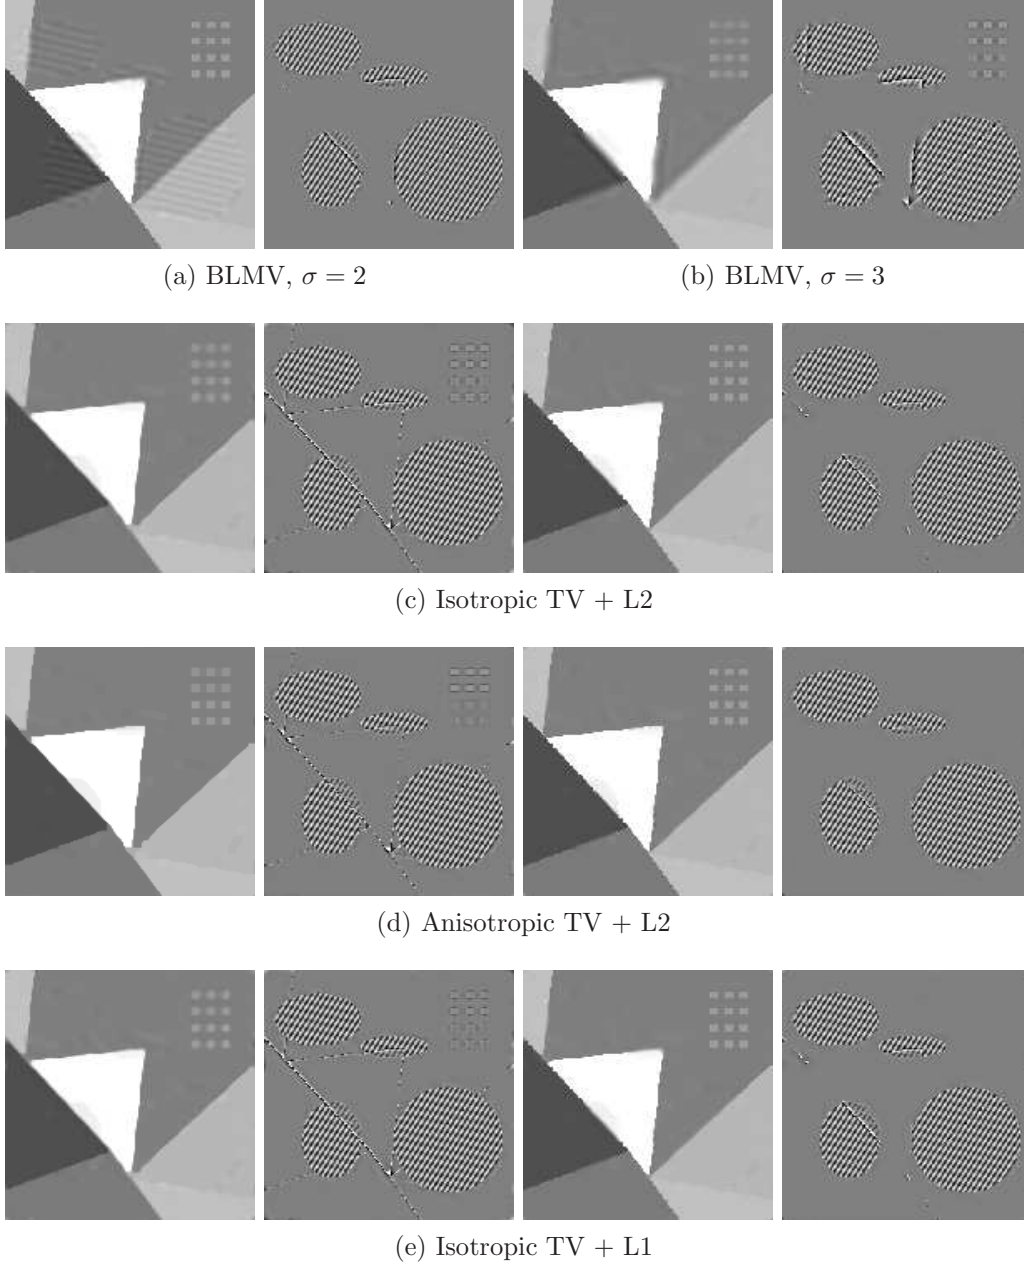 (a) BLMV, σ = 2
(b) BLMV, σ = 3
(c) Isotropic TV + L2
(d) Anisotropic TV + L2
(e) Isotropic TV + L1